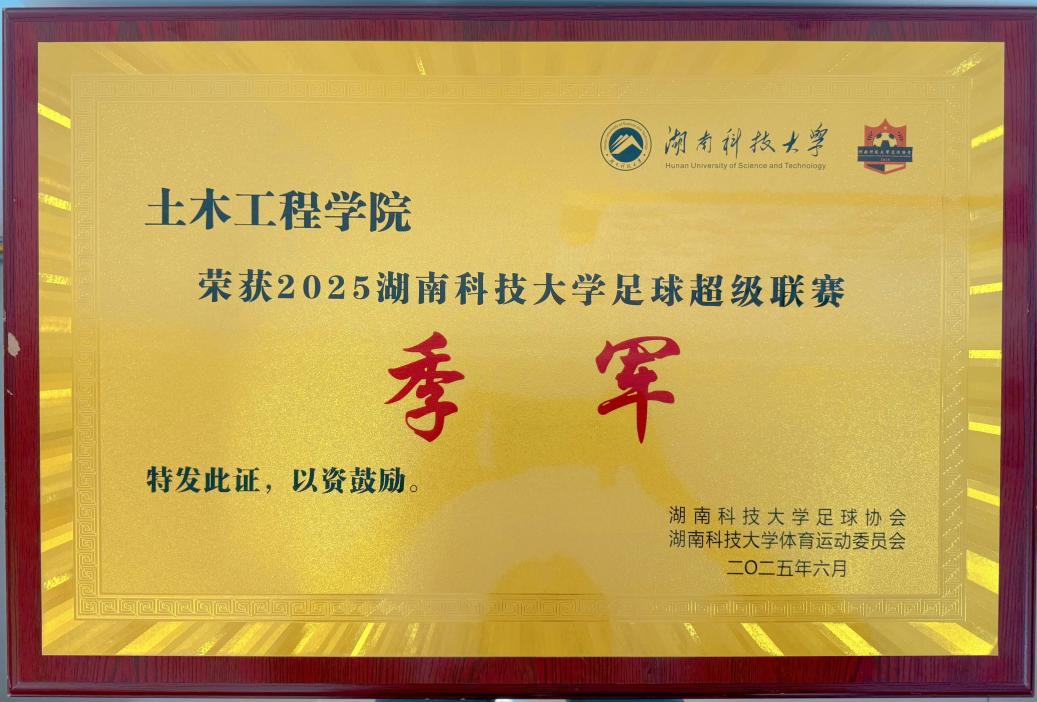 湖南科技大学
Hunan University of Science and Technology
土木工程学院
荣获2025湖南科技大学足球超级联赛
季军
特发此证，以资鼓励。
湖南科技大学足球协会
湖南科技大学体育运动委员会
二〇二五年六月